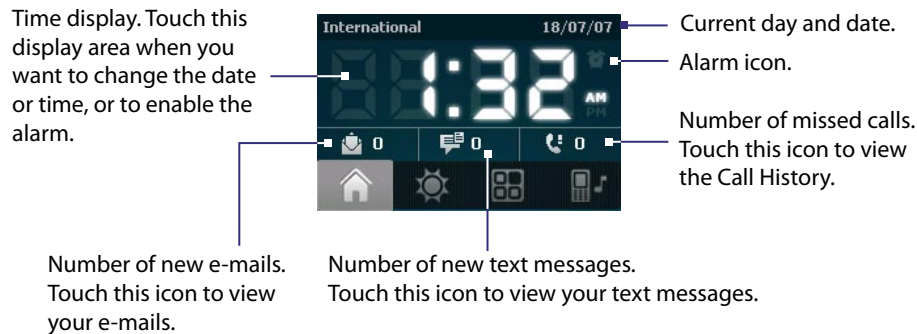 Time display. Touch this
display area when you
want to change the date
or time, or to enable the
alarm.
International 18/07/07
1:32
AM
PM
0 0 0
Current day and date.
Alarm icon.
Number of missed calls.
Touch this icon to view
the Call History.
Number of new e-mails.
Touch this icon to view
your e-mails.
Number of new text messages.
Touch this icon to view your text messages.